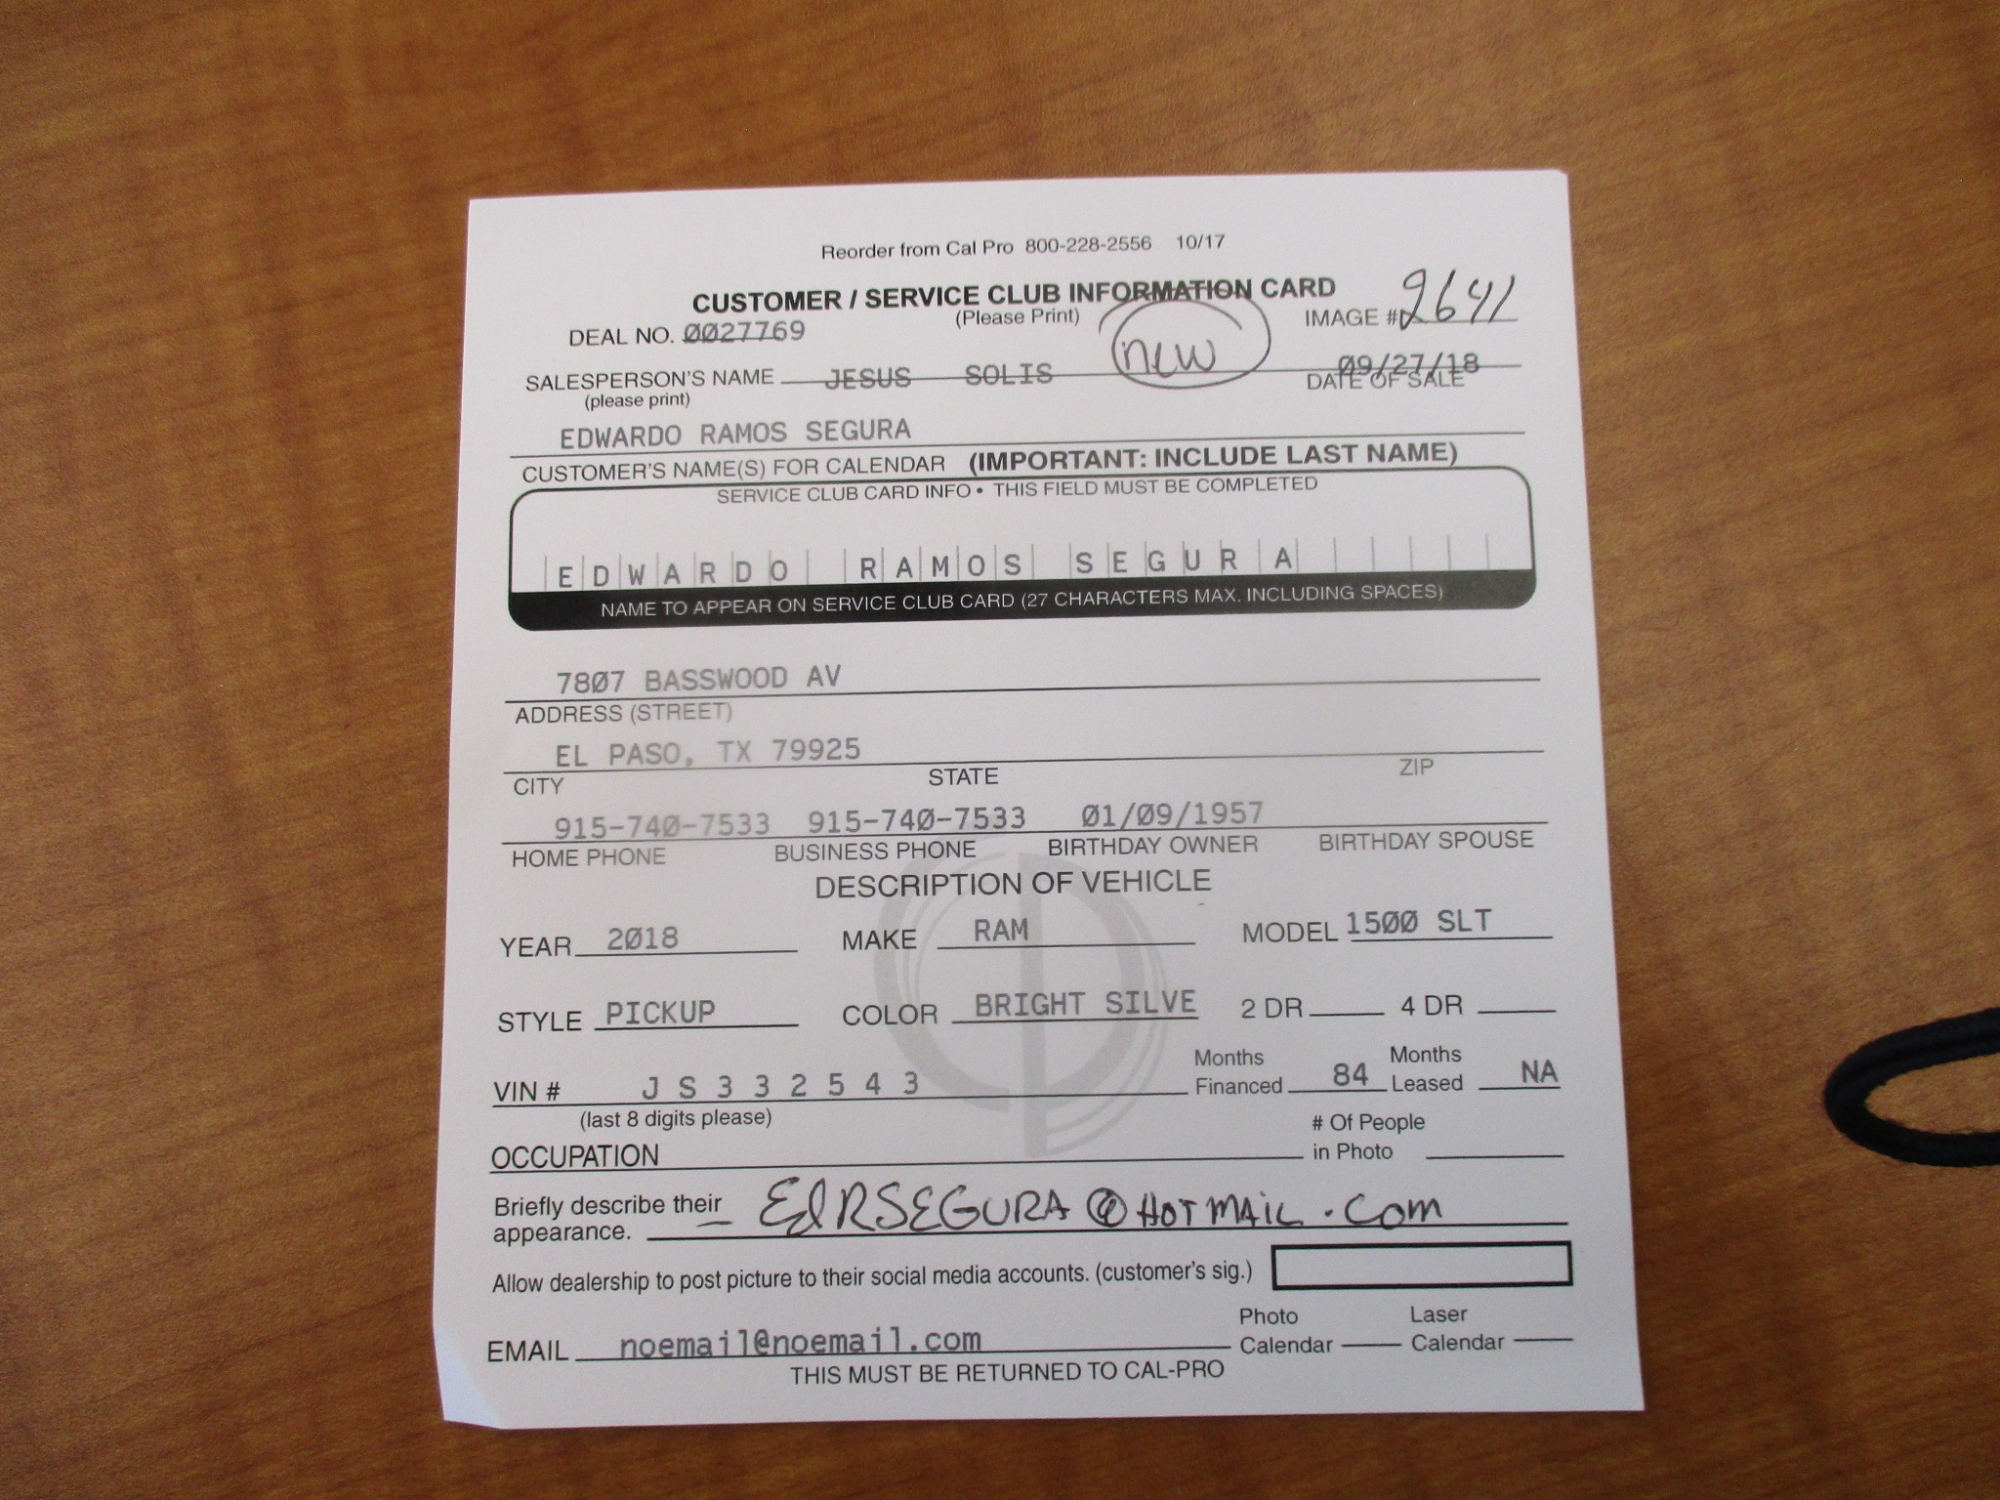 Reorder from Cal Pro 800-228-2556 10/17
CUSTOMER / SERVICE CLUB INFORMATION CARD
(Please Print)
IMAGE # 2641
DEAL NO. 0027769
new
SALESPERSON'S NAME JESUS SOLIS
(please print)
09/27/18
DATE OF SALE
EDWARDO RAMOS SEGURA
CUSTOMER'S NAME(S) FOR CALENDAR (IMPORTANT: INCLUDE LAST NAME)
SERVICE CLUB CARD INFO • THIS FIELD MUST BE COMPLETED
EDWARDO RAMOS SEGURA
NAME TO APPEAR ON SERVICE CLUB CARD (27 CHARACTERS MAX. INCLUDING SPACES)
7807 BASSWOOD AV
ADDRESS (STREET)
EL PASO, TX 79925
CITY STATE ZIP
915-740-7533 915-740-7533 01/09/1957
HOME PHONE BUSINESS PHONE BIRTHDAY OWNER BIRTHDAY SPOUSE
DESCRIPTION OF VEHICLE
YEAR 2018 MAKE RAM MODEL 1500 SLT
STYLE PICKUP COLOR BRIGHT SILVE 2 DR 4 DR
VIN # J S 3 3 2 5 4 3 Months Financed 84 Months Leased NA
(last 8 digits please)
OCCUPATION # Of People in Photo
Briefly describe their appearance. EdRSEGURA@HOTMAIL.Com
Allow dealership to post picture to their social media accounts. (customer's sig.)
EMAIL noemail@noemail.com Photo Calendar Laser Calendar
THIS MUST BE RETURNED TO CAL-PRO